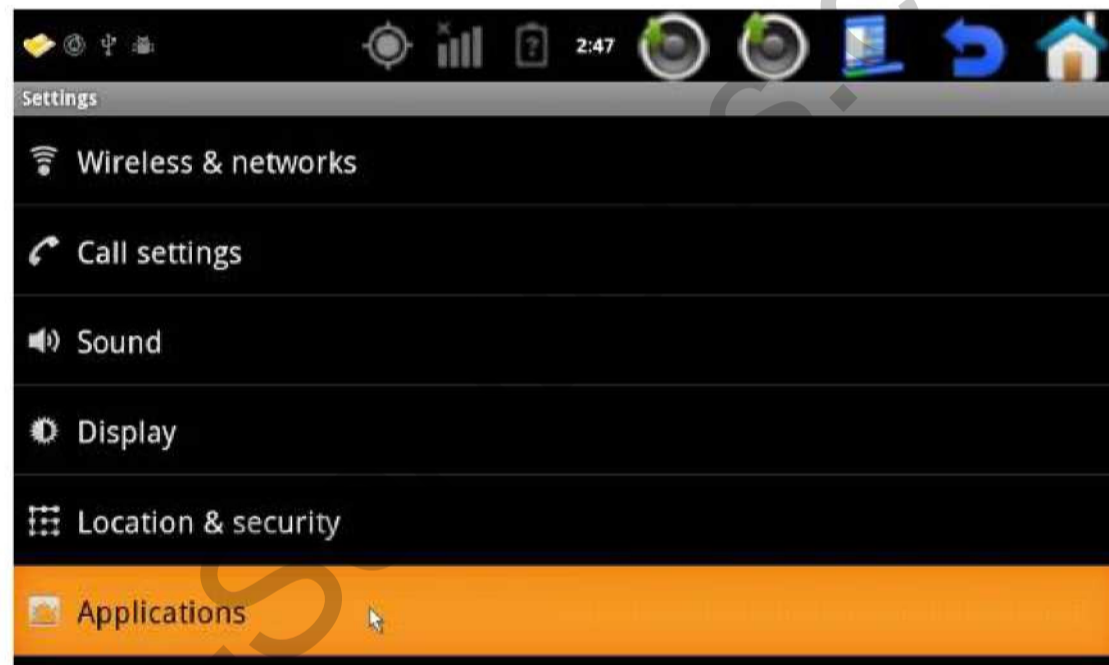 2:47
Settings
Wireless & networks
Call settings
Sound
Display
Location & security
Applications